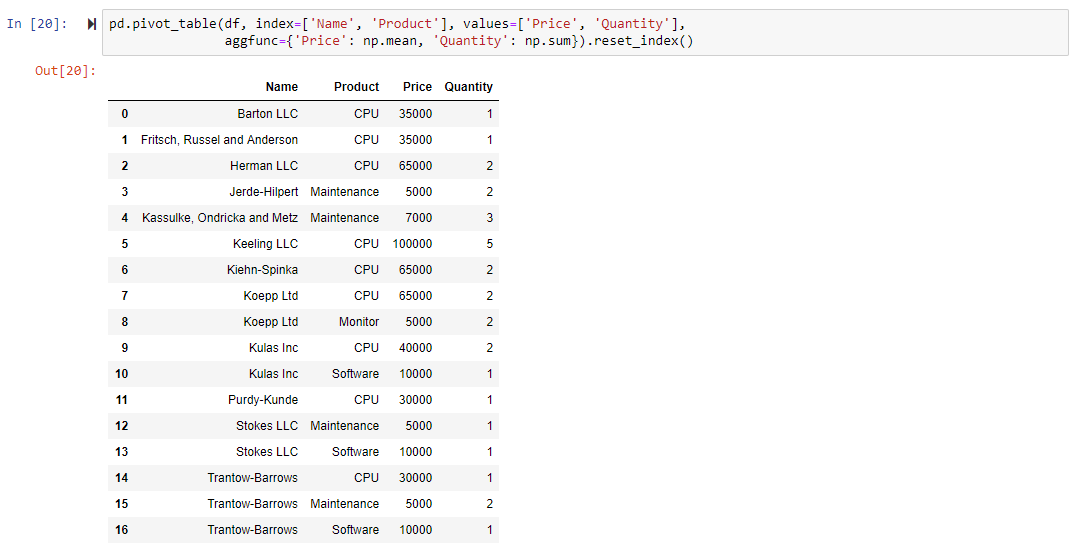 In [20]: pd.pivot_table(df, index=['Name', 'Product'], values=['Price', 'Quantity'],
aggfunc={'Price': np.mean, 'Quantity': np.sum}).reset_index()
Out[20]:
Name Product Price Quantity
0 Barton LLC CPU 35000 1
1 Fritsch, Russel and Anderson CPU 35000 1
2 Herman LLC CPU 65000 2
3 Jerde-Hilpert Maintenance 5000 2
4 Kassulke, Ondricka and Metz Maintenance 7000 3
5 Keeling LLC CPU 100000 5
6 Kiehn-Spinka CPU 65000 2
7 Koepp Ltd CPU 65000 2
8 Koepp Ltd Monitor 5000 2
9 Kulas Inc CPU 40000 2
10 Kulas Inc Software 10000 1
11 Purdy-Kunde CPU 30000 1
12 Stokes LLC Maintenance 5000 1
13 Stokes LLC Software 10000 1
14 Trantow-Barrows CPU 30000 1
15 Trantow-Barrows Maintenance 5000 2
16 Trantow-Barrows Software 10000 1